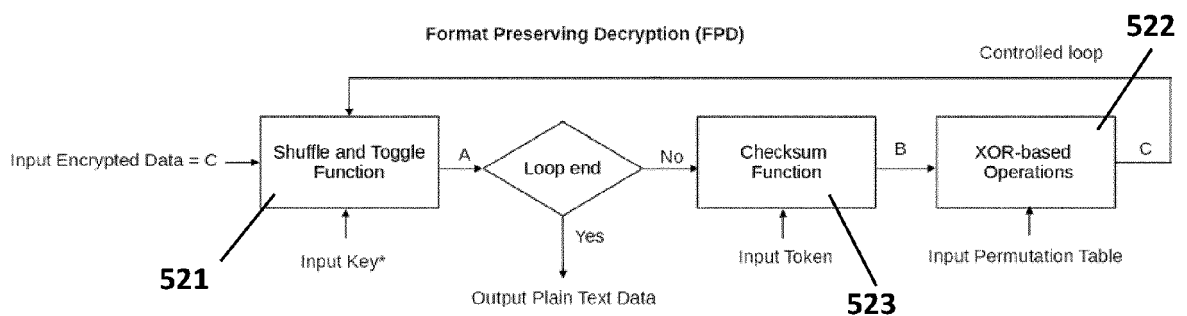 Format Preserving Decryption (FPD)
522
Controlled loop
Input Encrypted Data = C
Shuffle and Toggle
Function
A
Loop end
No
Checksum
Function
B
XOR-based
Operations
C
Yes
521
Input Key*
Input Token
Input Permutation Table
Output Plain Text Data
523